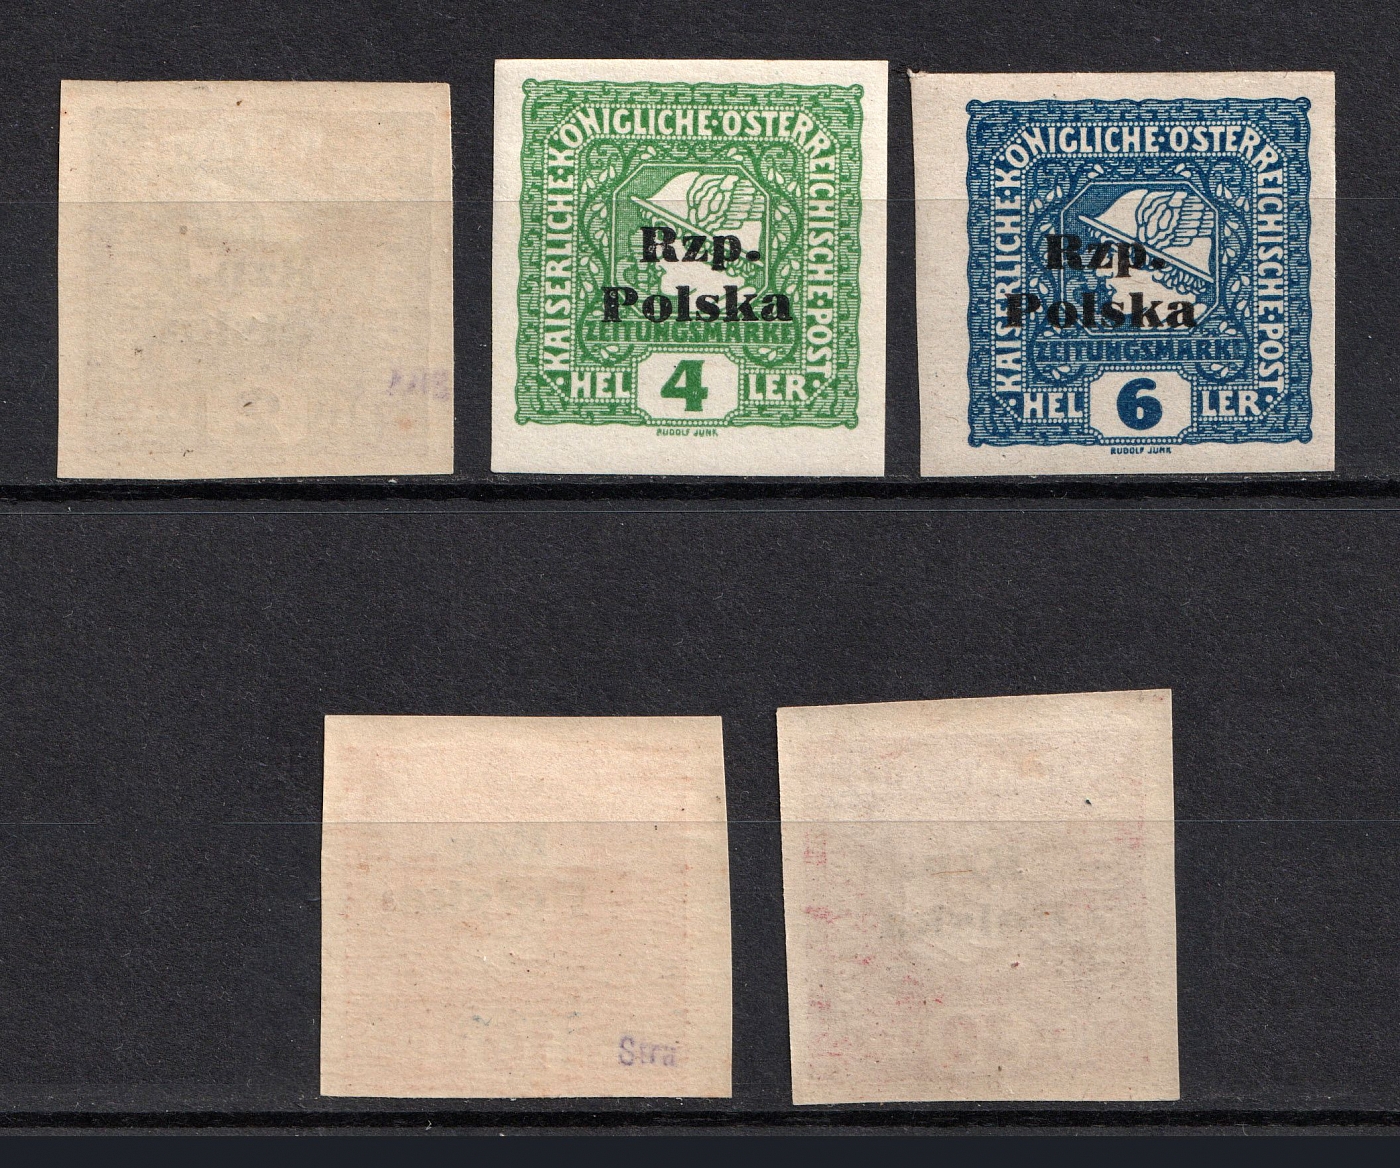 KAISERLICHE·KÖNIGLICHE·ÖSTERREICHISCHE·POST·
Rzp.
Polska
ZEITUNGSMARKE
HEL 4 LER
RUDOLF JUNK
KAISERLICHE·KÖNIGLICHE·ÖSTERREICHISCHE·POST·
Rzp.
Polska
ZEITUNGSMARKE
HEL 6 LER
RUDOLF JUNK